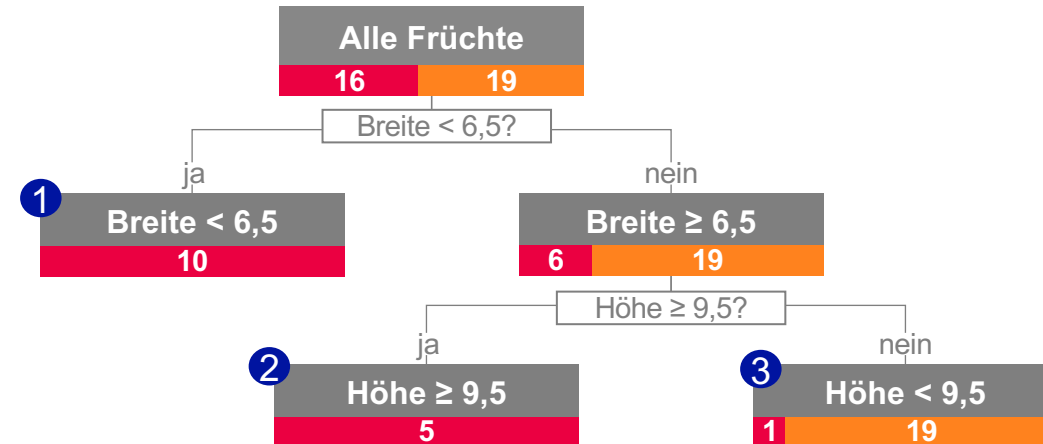 Alle Früchte
16 19
Breite < 6,5?
ja nein
1 Breite < 6,5 Breite ≥ 6,5
10 6 19
Höhe ≥ 9,5?
ja nein
2 Höhe ≥ 9,5 3 Höhe < 9,5
5 1 19